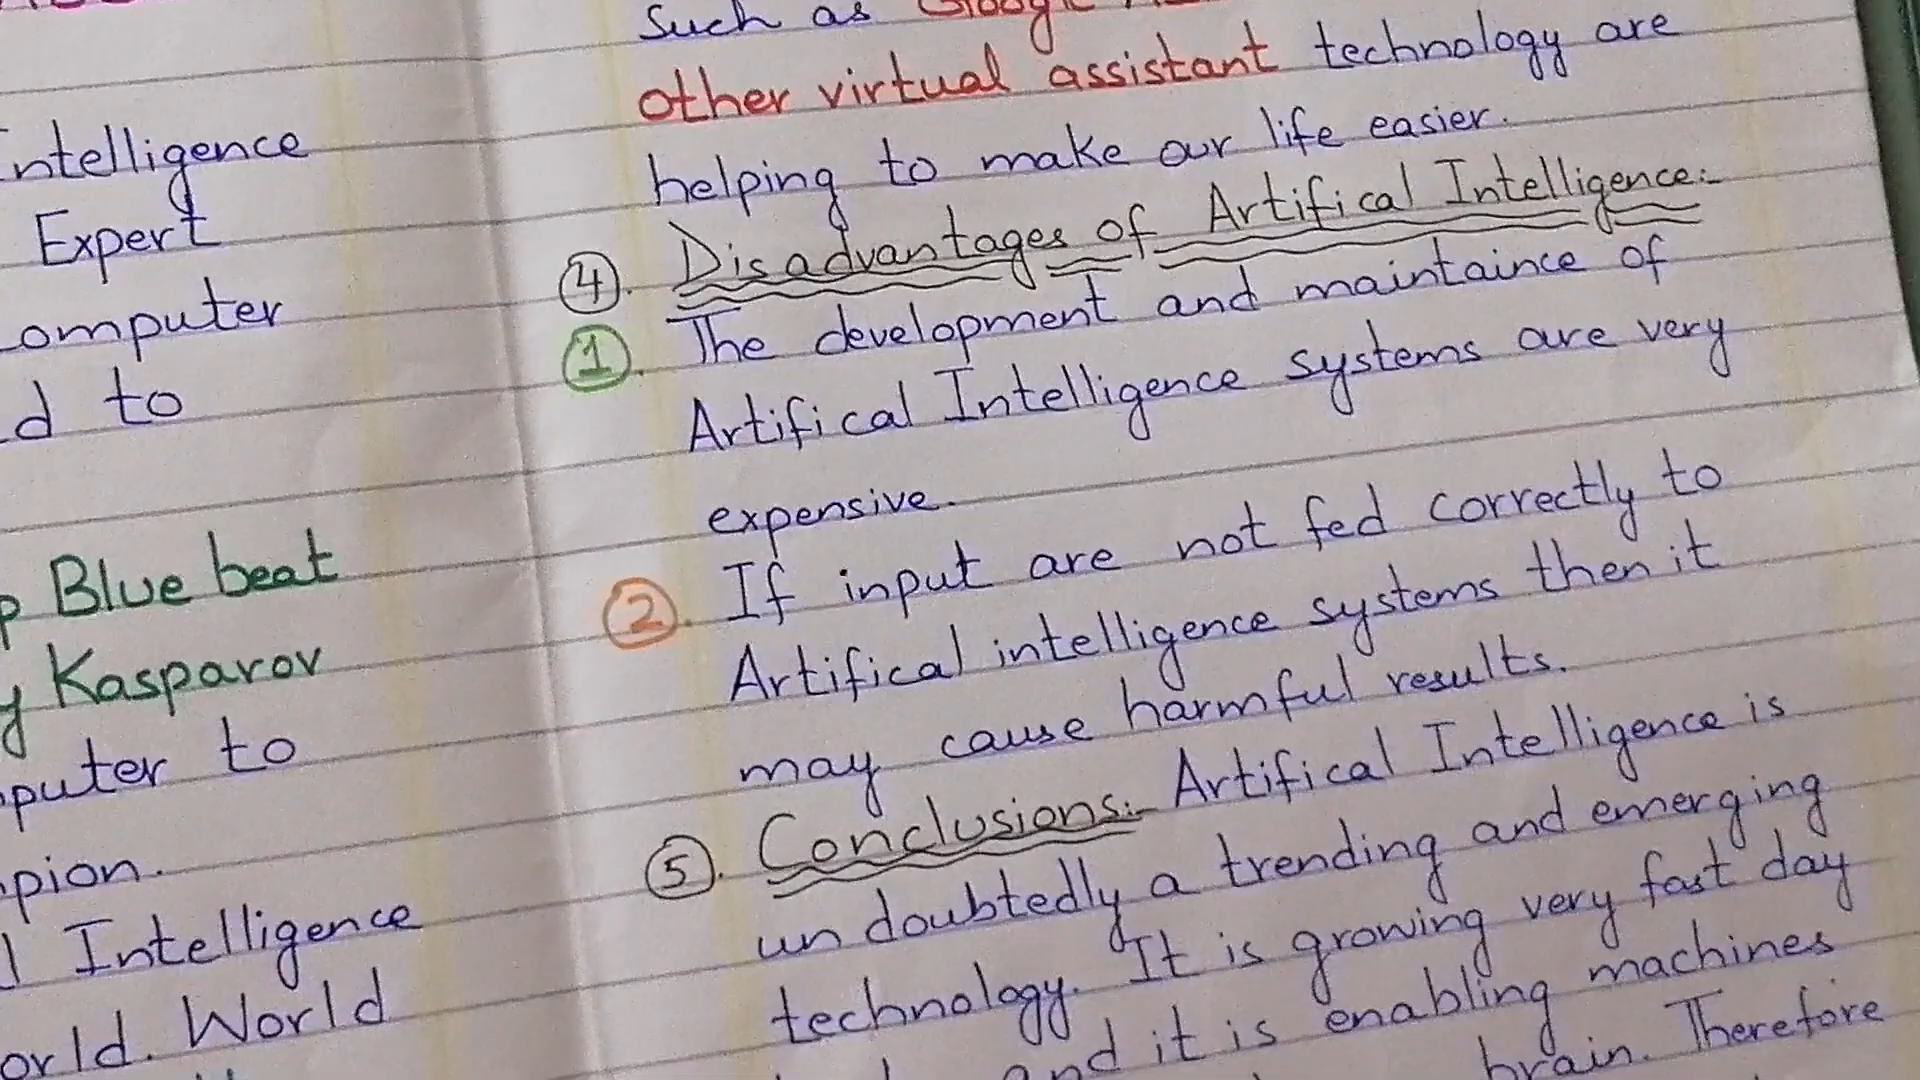 ntelligence
Expert
omputer
d to
Blue beat
Kasparov
puter to
pion.
Intelligence
orld. World
Such as Google
other virtual assistant technology are
helping to make our life easier.
4. Disadvantages of Artifical Intelligence:-
1. The development and maintaince of
Artifical Intelligence systems are very
expensive.
2. If input are not fed correctly to
Artifical intelligence systems then it
may cause harmful results.
5. Conclusions:- Artifical Intelligence is
un doubtedly a trending and emerging
technology. It is growing very fast day
and it is enabling machines
brain. Therefore